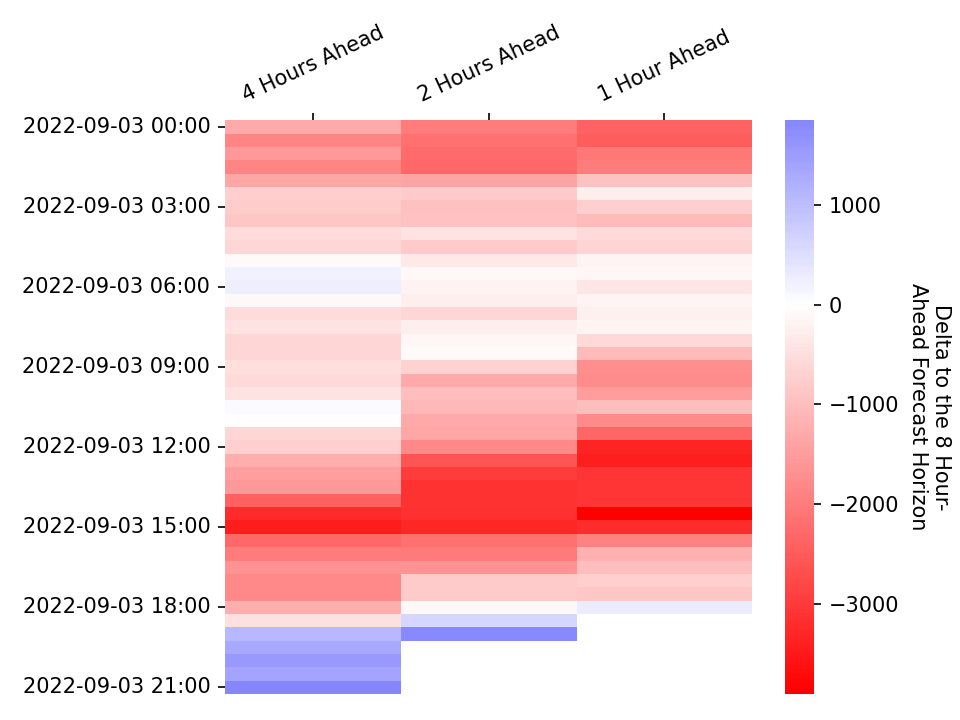 4 Hours Ahead
2 Hours Ahead
1 Hour Ahead
2022-09-03 00:00
2022-09-03 03:00
2022-09-03 06:00
2022-09-03 09:00
2022-09-03 12:00
2022-09-03 15:00
2022-09-03 18:00
2022-09-03 21:00
1000
0
−1000
−2000
−3000
Delta to the 8 Hour-
Ahead Forecast Horizon